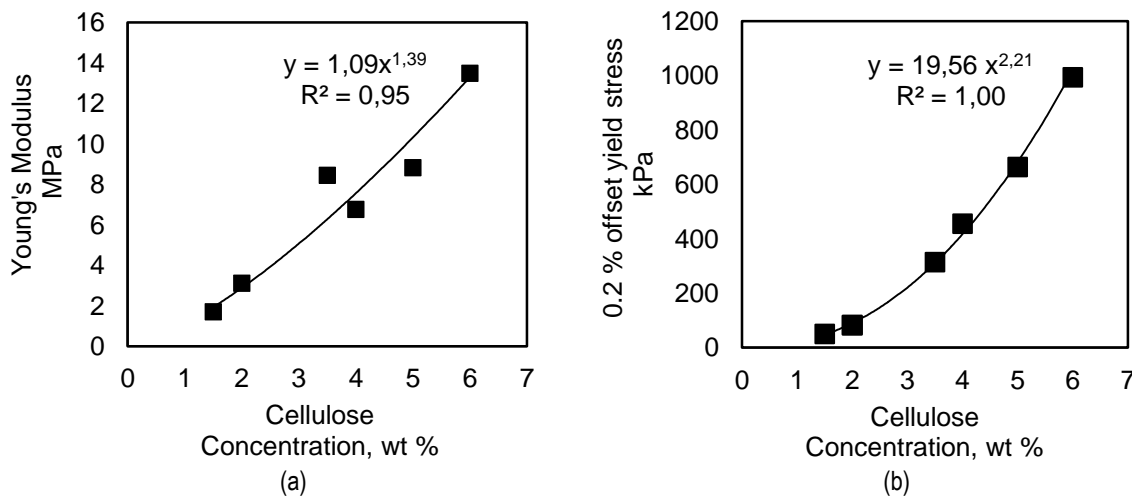 16
14
12
10
8
6
4
2
0
Young's Modulus
MPa
y = 1,09x^1,39
R² = 0,95
0 1 2 3 4 5 6 7
Cellulose
Concentration, wt %
(a)
1200
1000
800
600
400
200
0
0.2 % offset yield stress
kPa
y = 19,56 x^2,21
R² = 1,00
0 1 2 3 4 5 6 7
Cellulose
Concentration, wt %
(b)